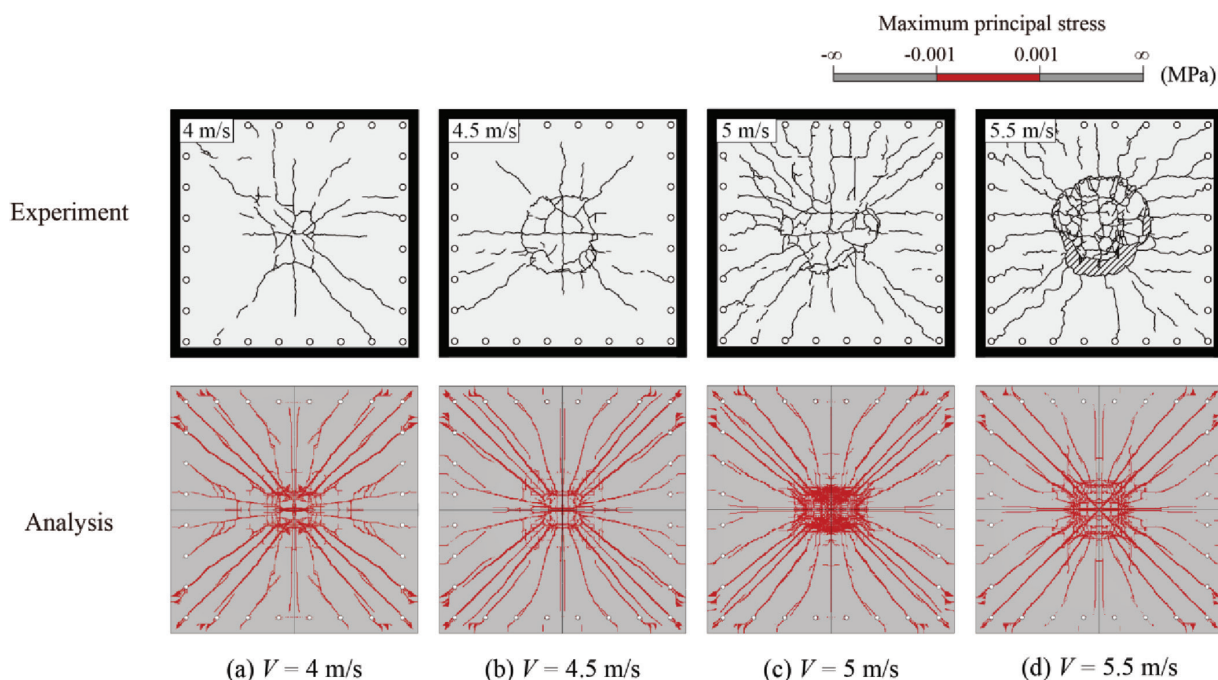 Maximum principal stress
-∞ -0.001 0.001 ∞ (MPa)
4 m/s 4.5 m/s 5 m/s 5.5 m/s
Experiment
Analysis
(a) V = 4 m/s (b) V = 4.5 m/s (c) V = 5 m/s (d) V = 5.5 m/s